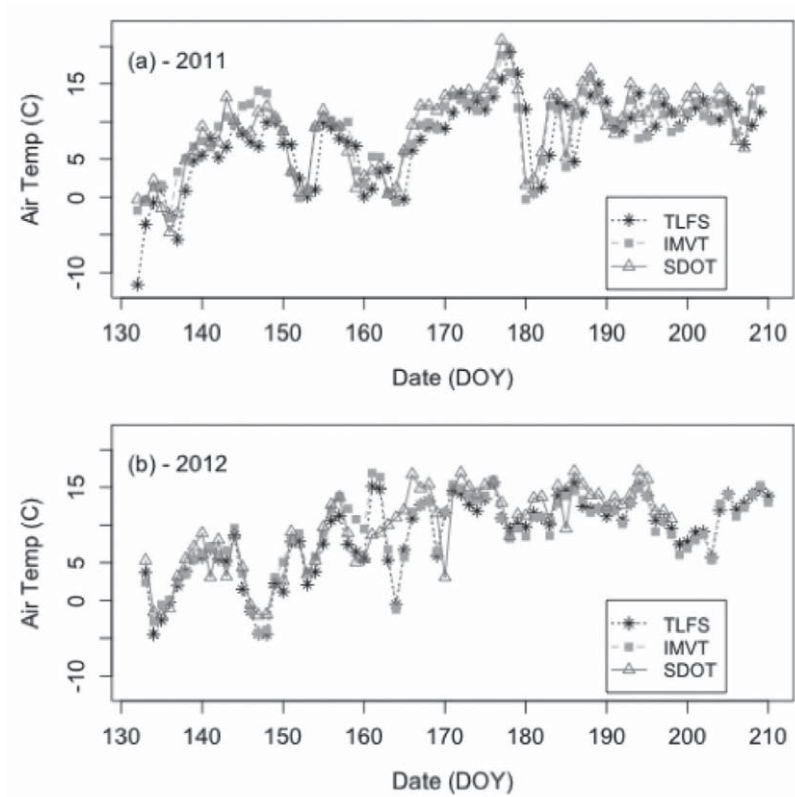 (a) - 2011
Air Temp (C)
15
5
0
-10
TLFS
IMVT
SDOT
130 140 150 160 170 180 190 200 210
Date (DOY)
(b) - 2012
Air Temp (C)
15
5
0
-10
TLFS
IMVT
SDOT
130 140 150 160 170 180 190 200 210
Date (DOY)